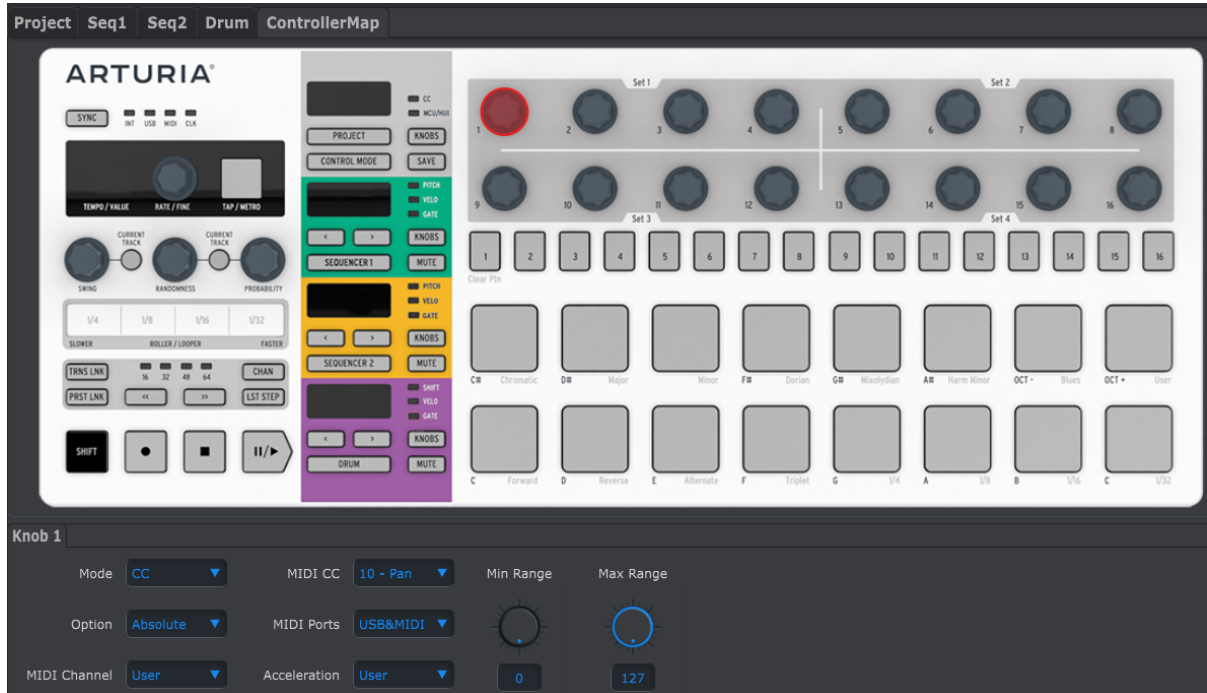 Project Seq1 Seq2 Drum ControllerMap
ARTURIA
SYNC INT USB MIDI CLK
TEMPO / VALUE RATE / FINE TAP / METRO
CURRENT TRACK CURRENT TRACK
SWING RANDOMNESS PROBABILITY
1/4 1/8 1/16 1/32
SLOWER ROLLER / LOOPER FASTER
TRNS LNK 16 32 48 64 CHAN
PRST LNK << >> LST STEP
SHIFT
CC
MCU/HUI
PROJECT KNOBS
CONTROL MODE SAVE
PITCH
VELO
GATE
< > KNOBS
SEQUENCER 1 MUTE
PITCH
VELO
GATE
< > KNOBS
SEQUENCER 2 MUTE
SHIFT
VELO
GATE
< > KNOBS
DRUM MUTE
Set 1 Set 2
1 2 3 4 5 6 7 8
9 10 11 12 13 14 15 16
Set 3 Set 4
1 2 3 4 5 6 7 8 9 10 11 12 13 14 15 16
Clear Ptn
C# Chromatic D# Major Minor F# Dorian G# Mixolydian A# Harm Minor OCT - Blues OCT + User
C Forward D Reverse E Alternate F Triplet G 1/4 A 1/8 B 1/16 C 1/32
Knob 1
Mode CC MIDI CC 10 - Pan Min Range Max Range
Option Absolute MIDI Ports USB&MIDI
MIDI Channel User Acceleration User 0 127